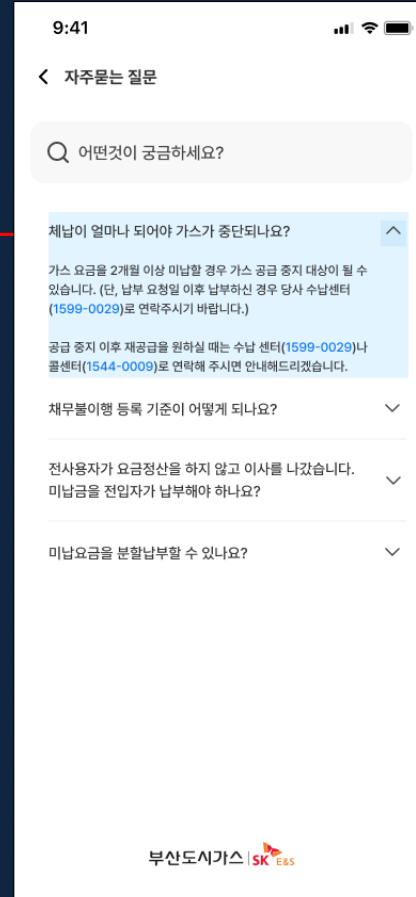 9:41
자주묻는 질문
어떤것이 궁금하세요?
체납이 얼마나 되어야 가스가 중단되나요?
가스 요금을 2개월 이상 미납할 경우 가스 공급 중지 대상이 될 수
있습니다. (단, 납부 요청일 이후 납부하신 경우 당사 수납센터
(1599-0029)로 연락주시기 바랍니다.)
공급 중지 이후 재공급을 원하실 때는 수납 센터(1599-0029)나
콜센터(1544-0009)로 연락해 주시면 안내해드리겠습니다.
채무불이행 등록 기준이 어떻게 되나요?
전사용자가 요금정산을 하지 않고 이사를 나갔습니다.
미납금을 전입자가 납부해야 하나요?
미납요금을 분할납부할 수 있나요?
부산도시가스 SK E&S